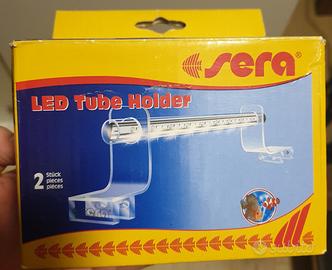 sera
LED Tube Holder
2 Stück
pieces
pièces